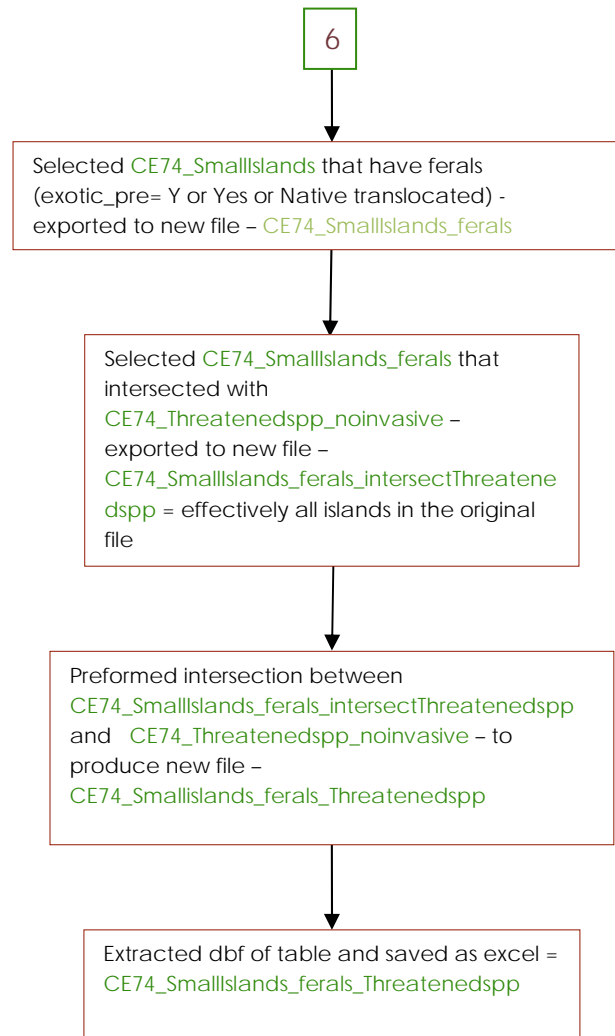 6
Selected CE74_SmallIslands that have ferals
(exotic_pre= Y or Yes or Native translocated) -
exported to new file – CE74_SmallIslands_ferals
Selected CE74_SmallIslands_ferals that
intersected with
CE74_Threatenedspp_noinvasive –
exported to new file –
CE74_SmallIslands_ferals_intersectThreatene
dspp = effectively all islands in the original
file
Preformed intersection between
CE74_SmallIslands_ferals_intersectThreatenedspp
and CE74_Threatenedspp_noinvasive – to
produce new file –
CE74_Smallislands_ferals_Threatenedspp
Extracted dbf of table and saved as excel =
CE74_SmallIslands_ferals_Threatenedspp